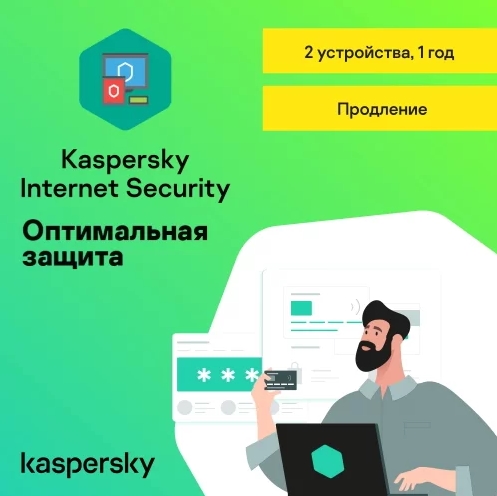 2 устройства, 1 год
Продление
Kaspersky
Internet Security
Оптимальная
защита
***
kaspersky